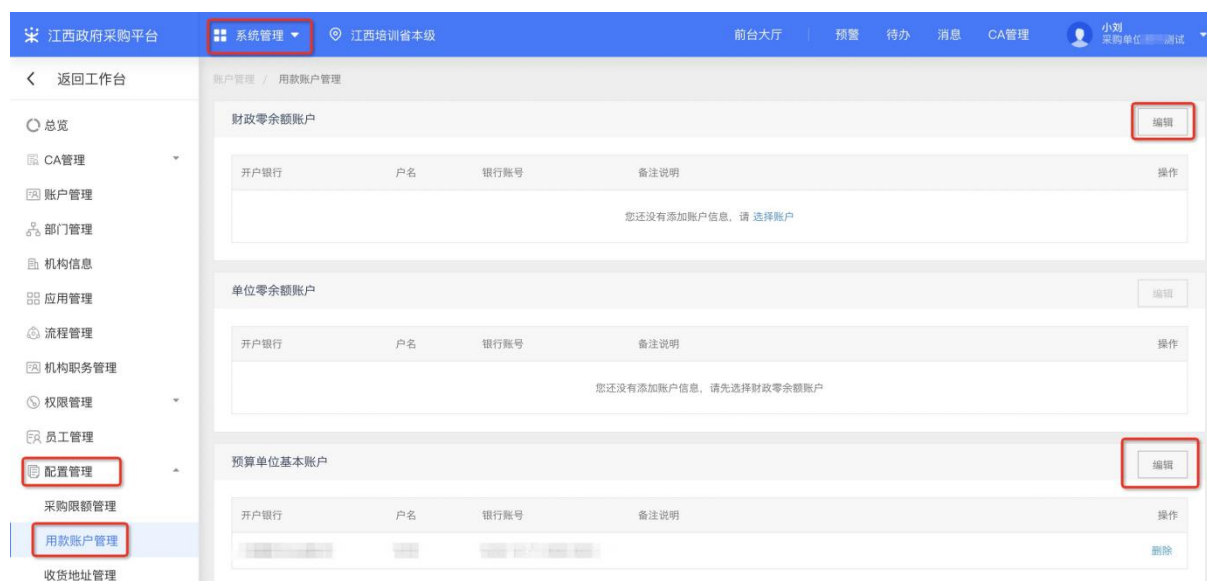 江西政府采购平台
系统管理
江西培训省本级
前台大厅
预警
待办
消息
CA管理
小刘
采购单位 测试
返回工作台
账户管理 / 用款账户管理
总览
CA管理
账户管理
部门管理
机构信息
应用管理
流程管理
机构职务管理
权限管理
员工管理
配置管理
采购限额管理
用款账户管理
收货地址管理
财政零余额账户
编辑
开户银行 户名 银行账号 备注说明 操作
您还没有添加账户信息，请 选择账户
单位零余额账户
编辑
开户银行 户名 银行账号 备注说明 操作
您还没有添加账户信息，请先选择财政零余额账户
预算单位基本账户
编辑
开户银行 户名 银行账号 备注说明 操作
删除